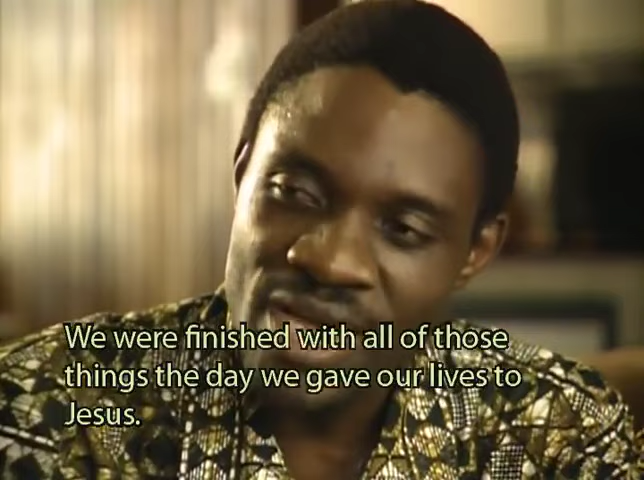 We were finished with all of those
things the day we gave our lives to
Jesus.